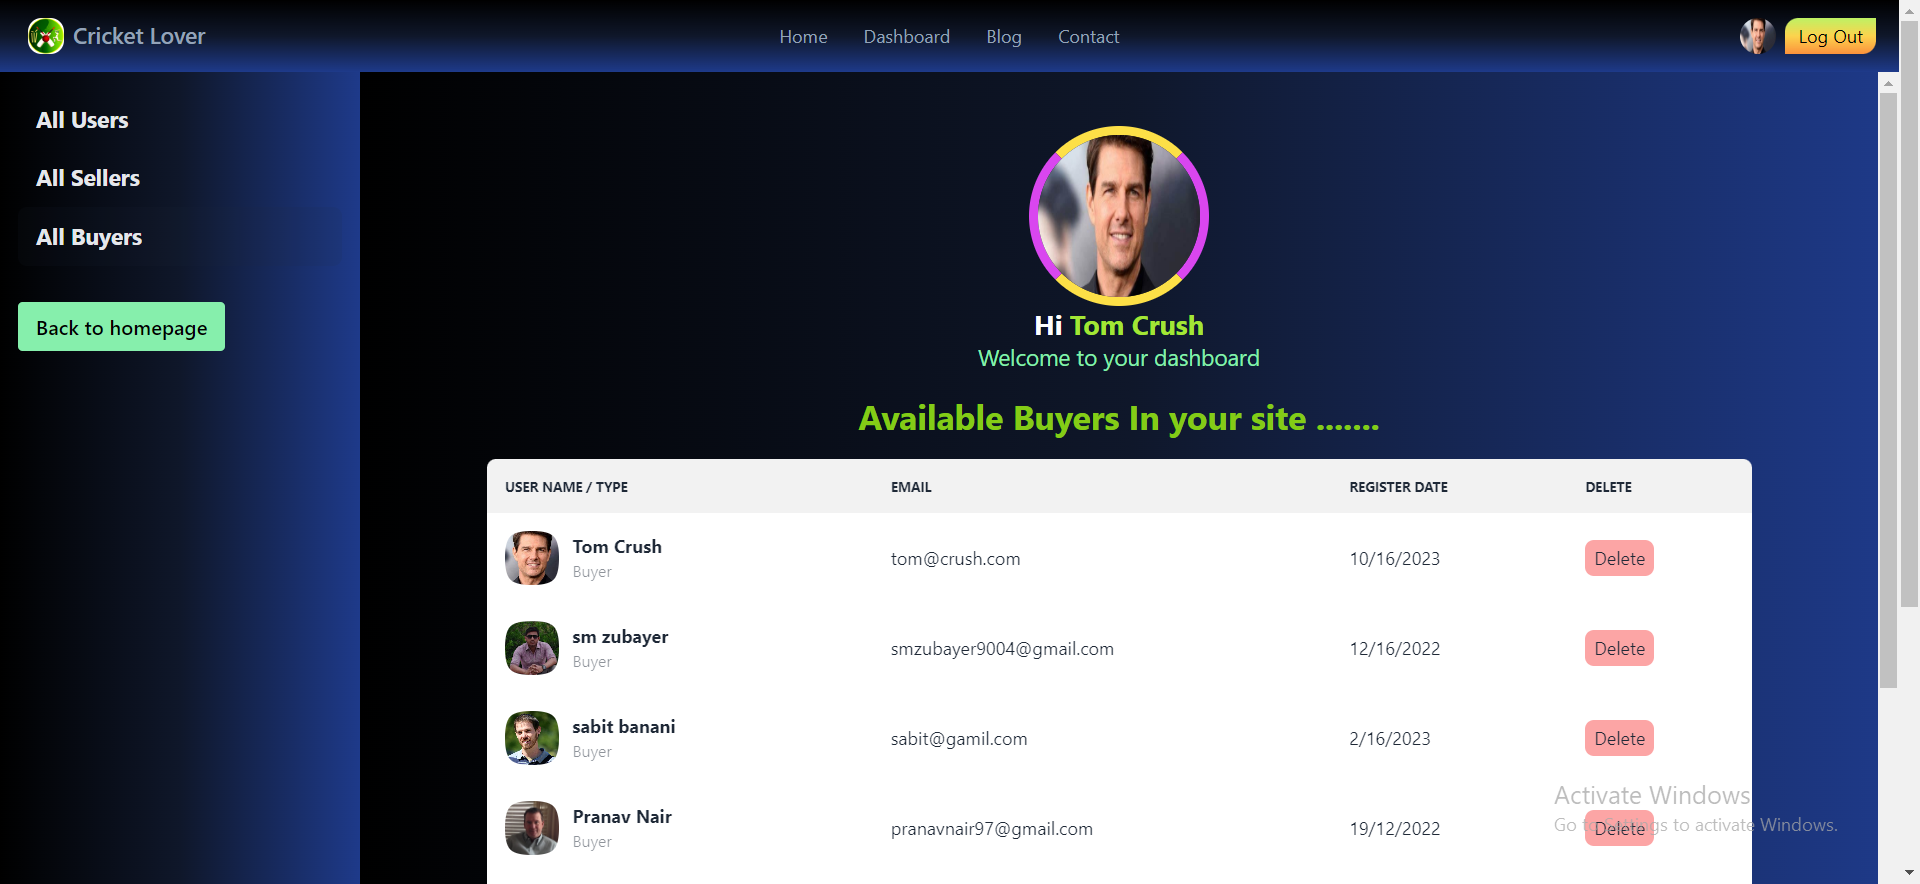 Cricket Lover
Home Dashboard Blog Contact
Log Out
All Users
All Sellers
All Buyers
Back to homepage
Hi Tom Crush
Welcome to your dashboard
Available Buyers In your site .......
USER NAME / TYPE EMAIL REGISTER DATE DELETE
Tom Crush
Buyer
tom@crush.com 10/16/2023 Delete
sm zubayer
Buyer
smzubayer9004@gmail.com 12/16/2022 Delete
sabit banani
Buyer
sabit@gamil.com 2/16/2023 Delete
Pranav Nair
Buyer
pranavnair97@gmail.com 19/12/2022 Delete
Activate Windows
Go to Settings to activate Windows.